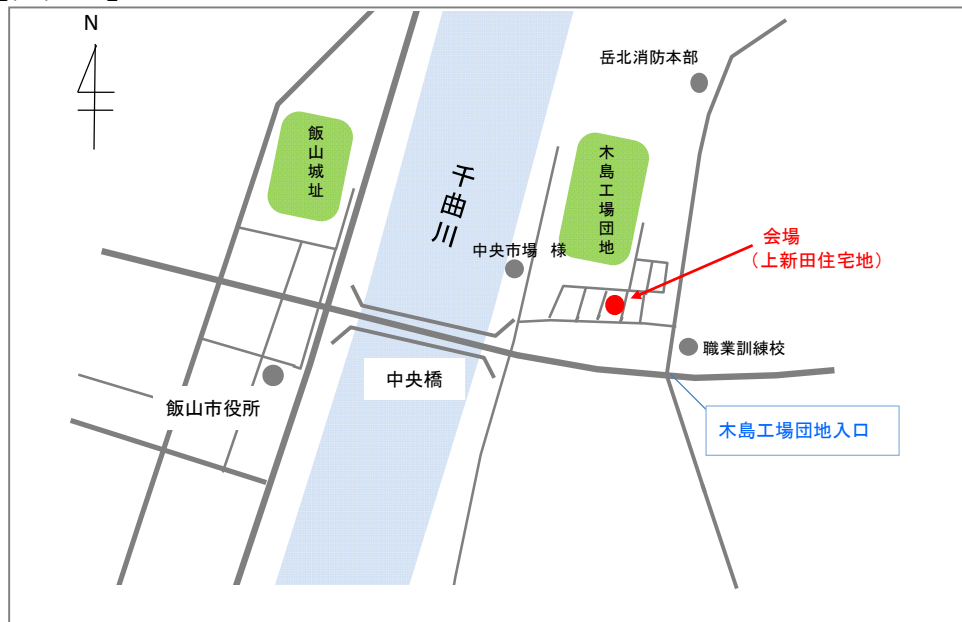 N
岳北消防本部
飯山城址
千曲川
木島工場団地
中央市場　様
会場
（上新田住宅地）
職業訓練校
中央橋
飯山市役所
木島工場団地入口